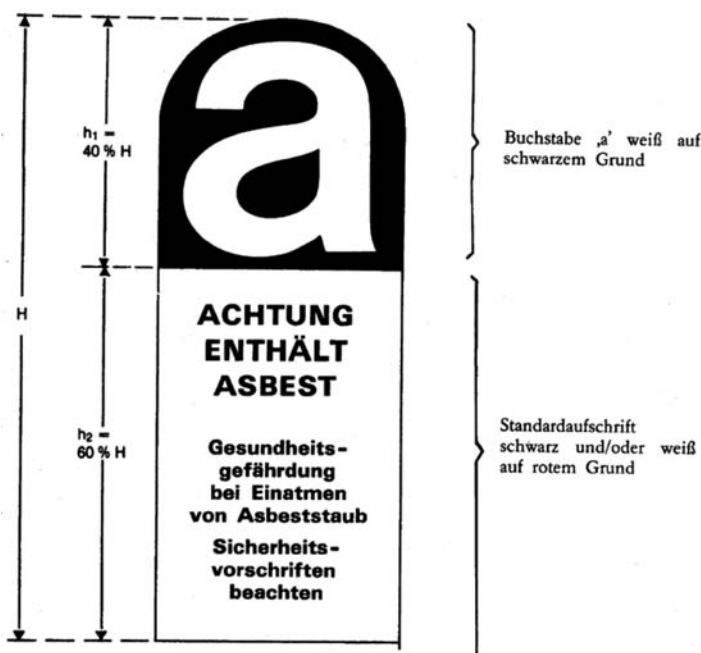 h₁ =
40 % H
a
Buchstabe ‚a’ weiß auf
schwarzem Grund
H
ACHTUNG
ENTHÄLT
ASBEST
h₂ =
60 % H
Gesundheits-
gefährdung
bei Einatmen
von Asbeststaub
Sicherheits-
vorschriften
beachten
Standardaufschrift
schwarz und/oder weiß
auf rotem Grund